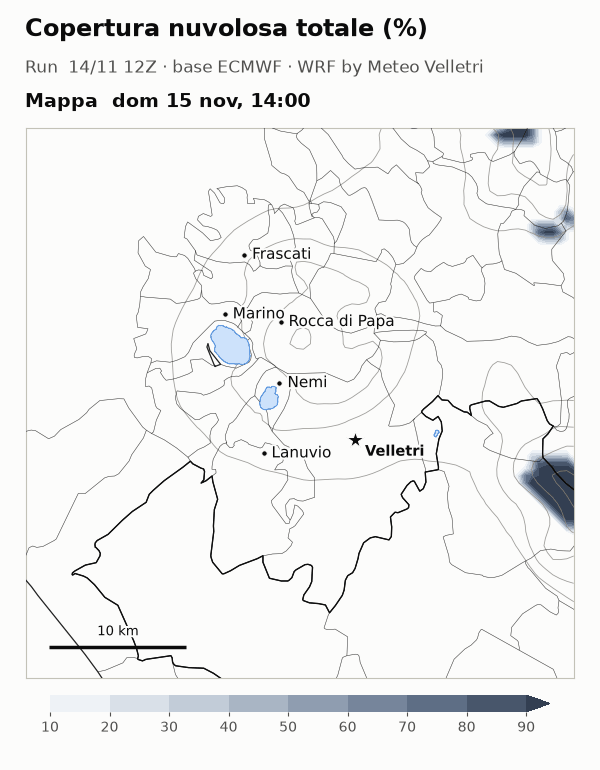 Copertura nuvolosa totale (%)
Run 14/11 12Z · base ECMWF · WRF by Meteo Velletri
Mappa dom 15 nov, 14:00
Frascati
Marino
Rocca di Papa
Nemi
Velletri
Lanuvio
10 km
10 20 30 40 50 60 70 80 90